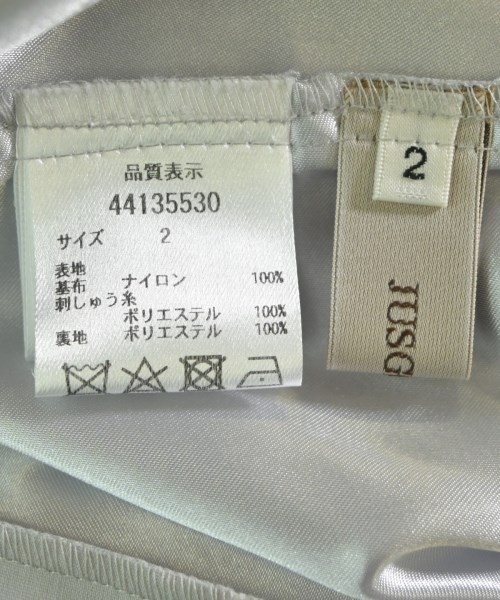 品質表示
44135530
サイズ 2
表地
基布 ナイロン 100%
刺しゅう糸
ポリエステル 100%
裏地 ポリエステル 100%
2
JUSG